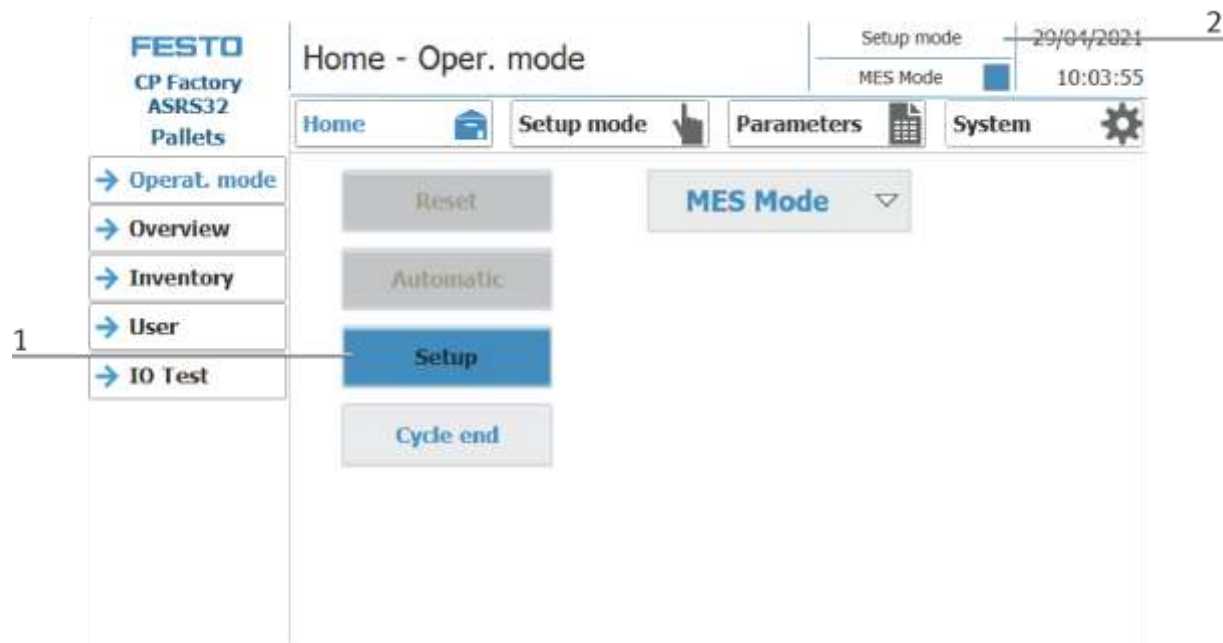 FESTO
CP Factory
ASRS32
Pallets
Home - Oper. mode
Setup mode
MES Mode
29/04/2021
10:03:55
2
Home
Setup mode
Parameters
System
Operat. mode
Overview
Inventory
User
IO Test
1
Reset
Automatic
Setup
Cycle end
MES Mode